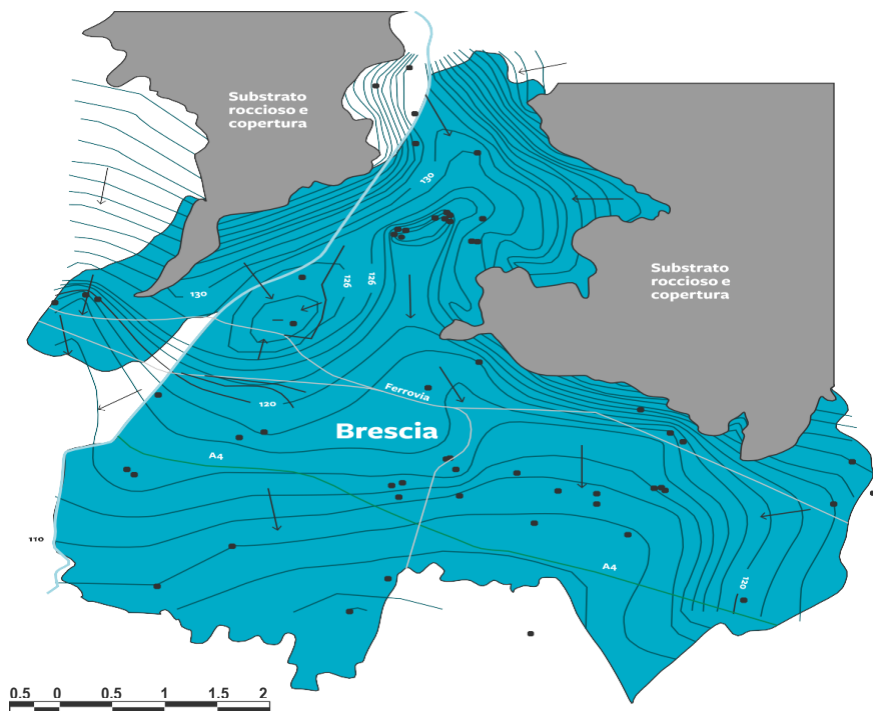 Substrato
roccioso e
copertura
130
Substrato
roccioso e
copertura
130
126
126
120
Ferrovia
Brescia
A4
110
A4
120
0.5 0 0.5 1 1.5 2